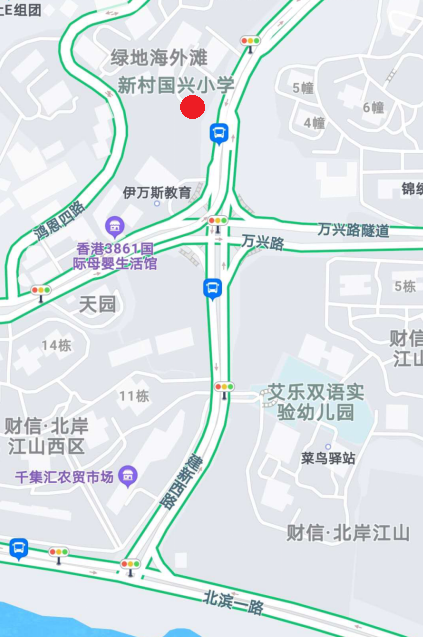 上E组团
绿地海外滩
新村国兴小学
5幢
6幢
4幢
伊万斯教育
锦绣
鸿恩四路
万兴路隧道
香港3861国
际母婴生活馆
万兴路
天园
5栋
14栋
财信
江山
11栋
艾乐双语实
验幼儿园
财信·北岸
江山西区
菜鸟驿站
千集汇农贸市场
建新西路
财信·北岸江山
北滨一路